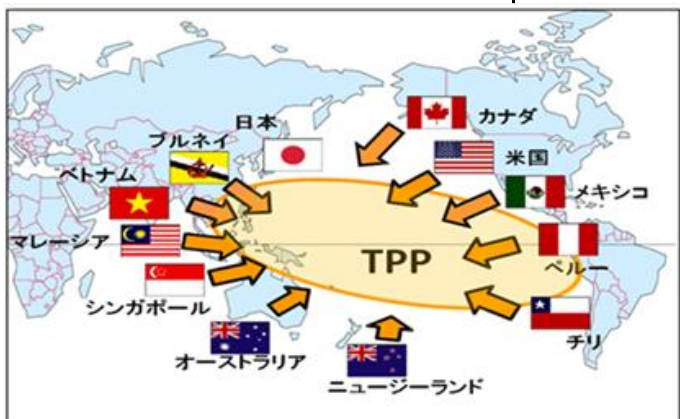 カナダ
日本
米国
ブルネイ
ベトナム
メキシコ
マレーシア
TPP
ペルー
シンガポール
チリ
オーストラリア
ニュージーランド